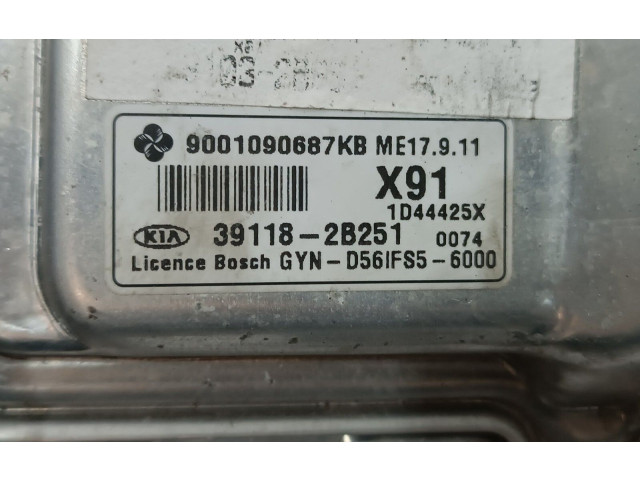 9001090687KB ME17.9.11
X91
1D44425X
KIA 39118-2B251 0074
Licence Bosch GYN-D56IFS5-6000